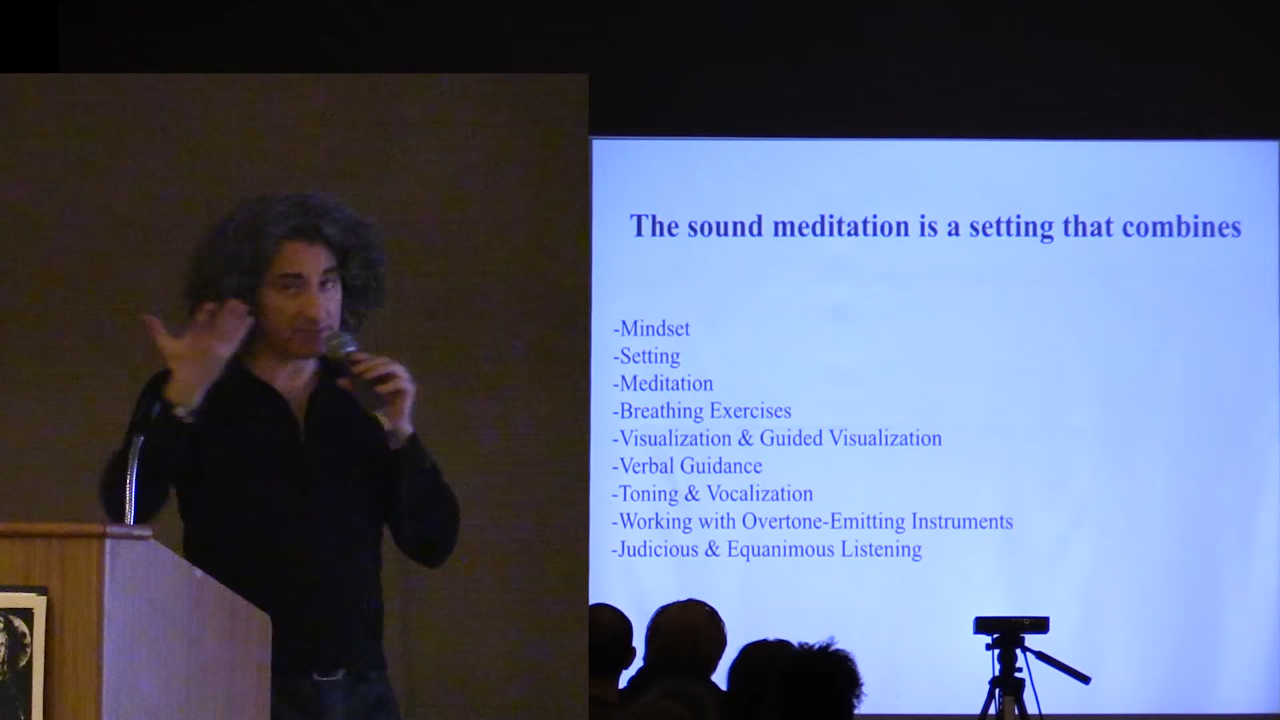 The sound meditation is a setting that combines
-Mindset
-Setting
-Meditation
-Breathing Exercises
-Visualization & Guided Visualization
-Verbal Guidance
-Toning & Vocalization
-Working with Overtone-Emitting Instruments
-Judicious & Equanimous Listening